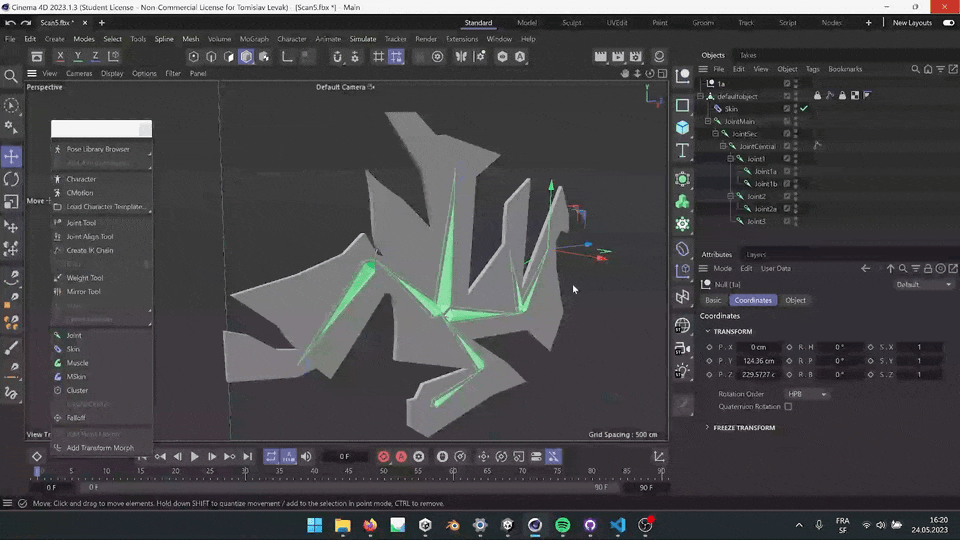 Cinema 4D 2023.1.3 (Student License - Non-Commercial License for Tomislav Levak) - [Scan5.fbx *] - Main
Scan5.fbx *
Standard Model Sculpt UVEdit Paint Groom Track Script Nodes New Layouts
File Edit Create Modes Select Tools Spline Mesh Volume MoGraph Character Animate Simulate Tracker Render Extensions Window Help
Objects Takes
View Cameras Display Options Filter Panel
File Edit View Object Tags Bookmarks
Perspective
Default Camera
1a
defaultobject
Skin
JointMain
JointSec
JointCentral
Joint1
Joint1a
Joint1b
Joint2
Joint2a
Joint3
Pose Library Browser
Character
CMotion
Load Character Template...
Joint Tool
Joint Align Tool
Create IK Chain
Weight Tool
Mirror Tool
Joint
Skin
Muscle
MSkin
Cluster
Falloff
Add Transform Morph
Move
View Tr
Grid Spacing : 500 cm
Attributes Layers
Mode Edit User Data
Null [1a]
Default
Basic Coordinates Object
Coordinates
TRANSFORM
P . X 0 cm R . H 0 ° S . X 1
P . Y 124.36 cm R . P 0 ° S . Y 1
P . Z 229.5727 c R . B 0 ° S . Z 1
Rotation Order HPB
Quaternion Rotation
FREEZE TRANSFORM
0 F
0 5 10 15 20 25 30 35 40 45 50 55 60 65 70 75 80 85 90
0 F 0 F 90 F 90 F
Move: Click and drag to move elements. Hold down SHIFT to quantize movement / add to the selection in point mode, CTRL to remove.
FRA
SF
16:20
24.05.2023